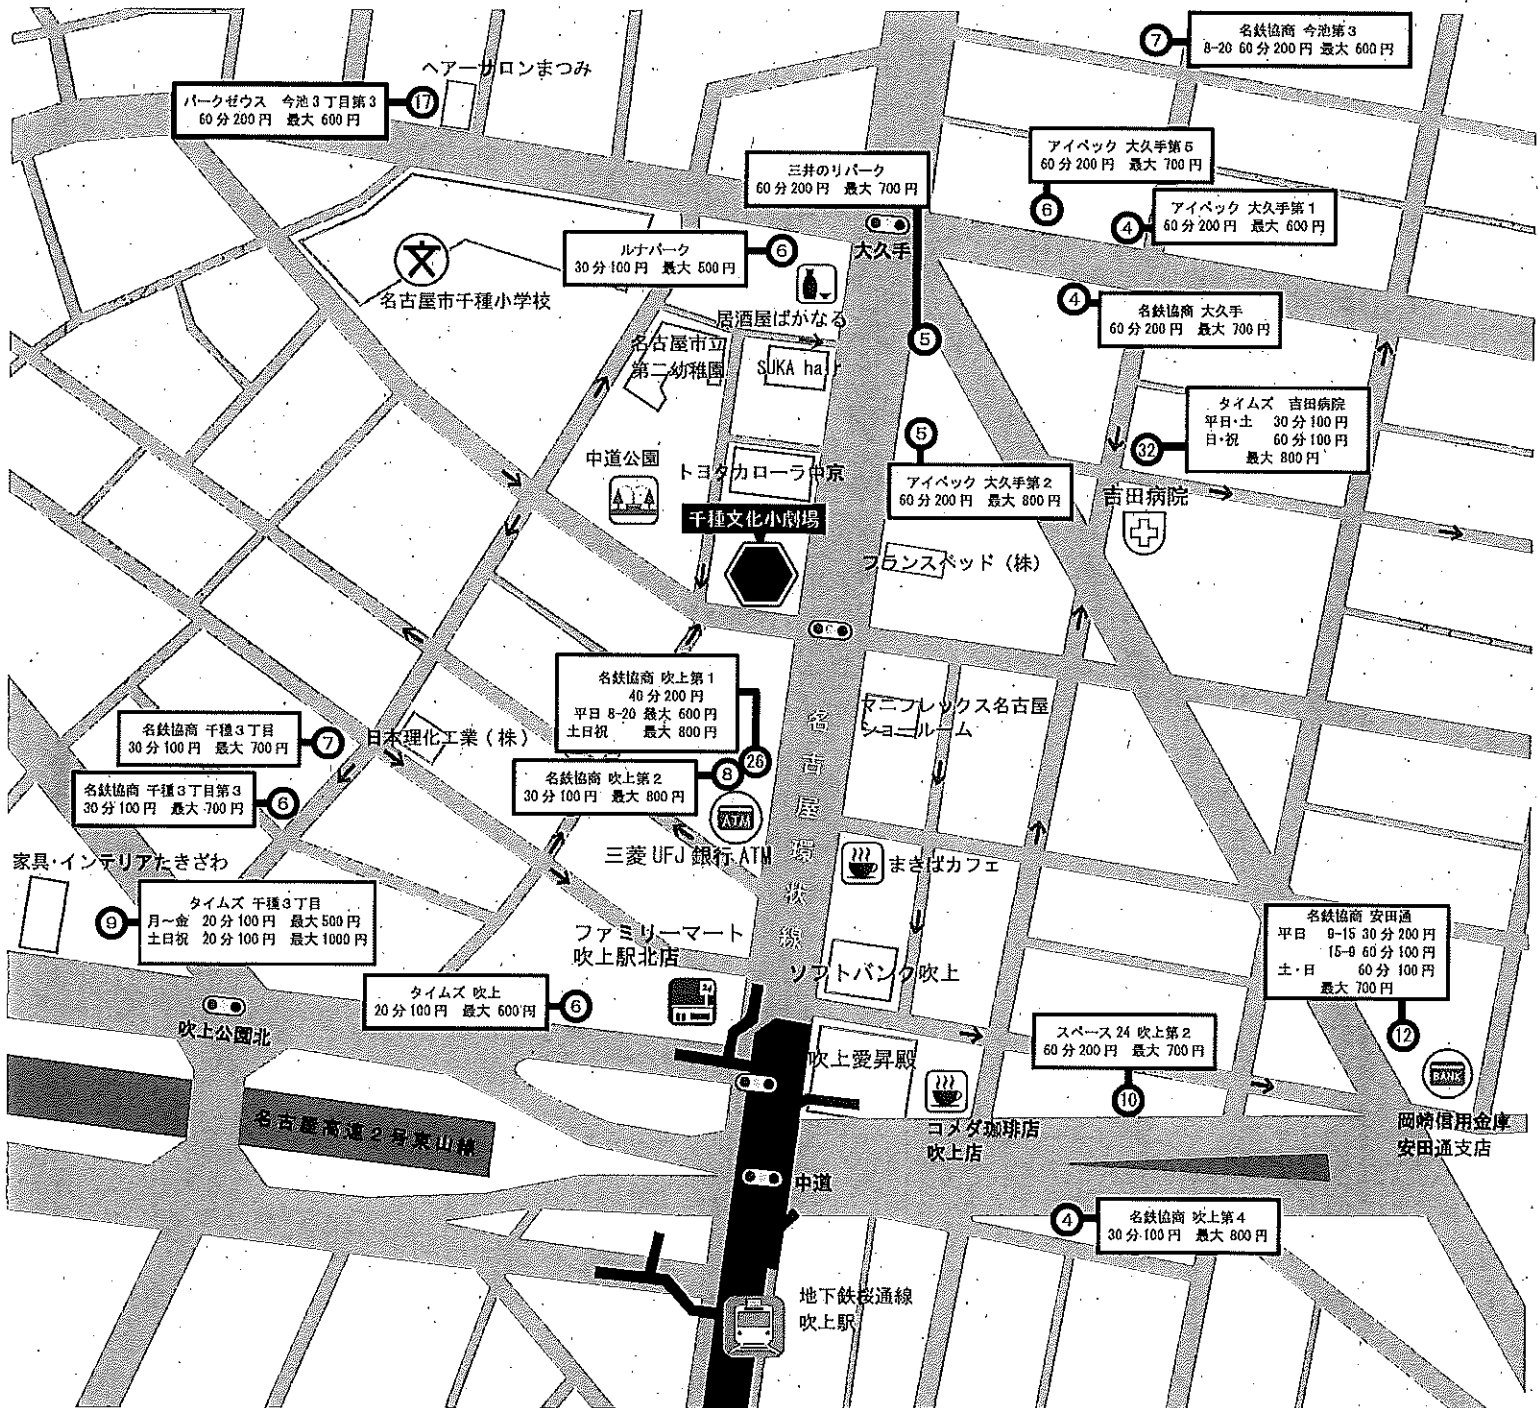 ⑦
名鉄協商 今池第3
8-20 60分200円 最大 600円
ヘアーサロンまつみ
パークゼウス 今池3丁目第3
60分200円 最大 600円
⑰
アイペック 大久手第5
60分200円 最大 700円
⑥
三井のリパーク
60分200円 最大 700円
⑤
④
アイペック 大久手第1
60分200円 最大 600円
大久手
ルナパーク
30分100円 最大 500円
⑥
名古屋市千種小学校
居酒屋ばかなる
④
名鉄協商 大久手
60分200円 最大 700円
名古屋市立
第二幼稚園
SUKA hair
タイムズ 吉田病院
平日・土 30分100円
日・祝 60分100円
最大 800円
㉜
⑤
アイペック 大久手第2
60分200円 最大 800円
中道公園
トヨタカローラ中京
吉田病院
千種文化小劇場
フランスベッド(株)
名鉄協商 吹上第1
40分200円
平日 8-20 最大 600円
土日祝 最大 800円
㉖
マニフレックス名古屋
ショールーム
名鉄協商 千種3丁目
30分100円 最大 700円
⑦
日本理化工業(株)
名鉄協商 吹上第2
30分100円 最大 800円
⑧
名鉄協商 千種3丁目第3
30分100円 最大 700円
⑥
ATM
三菱UFJ銀行ATM
名古屋環状線
まきばカフェ
家具・インテリアたきざわ
⑨
タイムズ 千種3丁目
月~金 20分100円 最大500円
土日祝 20分100円 最大1000円
ファミリーマート
吹上駅北店
24
ソフトバンク吹上
名鉄協商 安田通
平日 9-15 30分200円
15-9 60分100円
土・日 60分100円
最大 700円
⑫
タイムズ 吹上
20分100円 最大 600円
⑥
吹上公園北
スペース24 吹上第2
60分200円 最大 700円
⑩
吹上愛昇殿
BANK
岡崎信用金庫
安田通支店
コメダ珈琲店
吹上店
名古屋高速2号東山線
中道
④
名鉄協商 吹上第4
30分100円 最大 800円
地下鉄桜通線
吹上駅